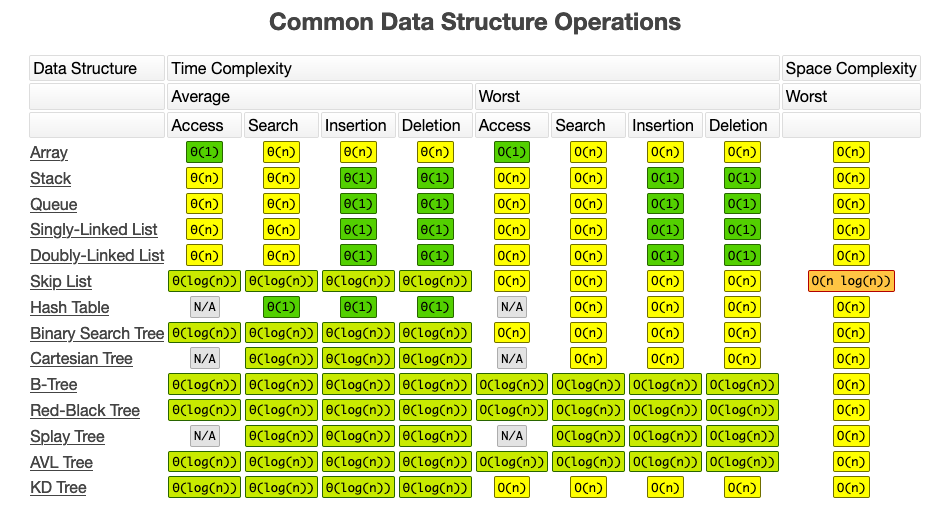 Common Data Structure Operations
Data Structure Time Complexity Space Complexity
Average Worst Worst
Access Search Insertion Deletion Access Search Insertion Deletion
Array Θ(1) Θ(n) Θ(n) Θ(n) O(1) O(n) O(n) O(n) O(n)
Stack Θ(n) Θ(n) Θ(1) Θ(1) O(n) O(n) O(1) O(1) O(n)
Queue Θ(n) Θ(n) Θ(1) Θ(1) O(n) O(n) O(1) O(1) O(n)
Singly-Linked List Θ(n) Θ(n) Θ(1) Θ(1) O(n) O(n) O(1) O(1) O(n)
Doubly-Linked List Θ(n) Θ(n) Θ(1) Θ(1) O(n) O(n) O(1) O(1) O(n)
Skip List Θ(log(n)) Θ(log(n)) Θ(log(n)) Θ(log(n)) O(n) O(n) O(n) O(n) O(n log(n))
Hash Table N/A Θ(1) Θ(1) Θ(1) N/A O(n) O(n) O(n) O(n)
Binary Search Tree Θ(log(n)) Θ(log(n)) Θ(log(n)) Θ(log(n)) O(n) O(n) O(n) O(n) O(n)
Cartesian Tree N/A Θ(log(n)) Θ(log(n)) Θ(log(n)) N/A O(n) O(n) O(n) O(n)
B-Tree Θ(log(n)) Θ(log(n)) Θ(log(n)) Θ(log(n)) O(log(n)) O(log(n)) O(log(n)) O(log(n)) O(n)
Red-Black Tree Θ(log(n)) Θ(log(n)) Θ(log(n)) Θ(log(n)) O(log(n)) O(log(n)) O(log(n)) O(log(n)) O(n)
Splay Tree N/A Θ(log(n)) Θ(log(n)) Θ(log(n)) N/A O(log(n)) O(log(n)) O(log(n)) O(n)
AVL Tree Θ(log(n)) Θ(log(n)) Θ(log(n)) Θ(log(n)) O(log(n)) O(log(n)) O(log(n)) O(log(n)) O(n)
KD Tree Θ(log(n)) Θ(log(n)) Θ(log(n)) Θ(log(n)) O(n) O(n) O(n) O(n) O(n)